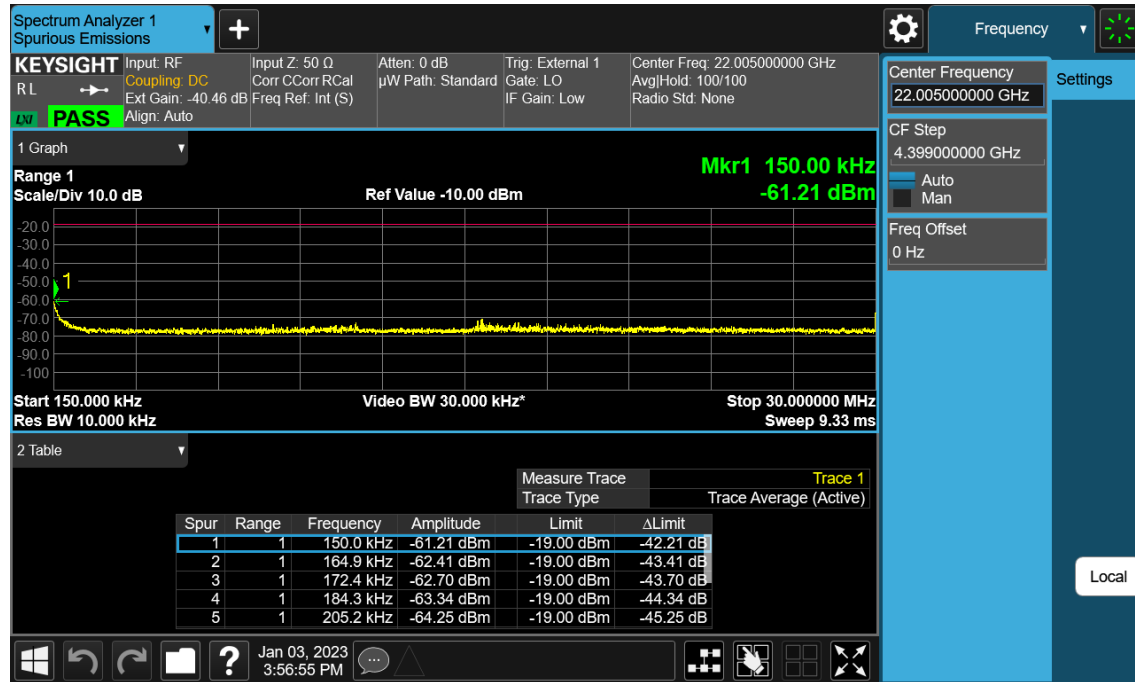 Spectrum Analyzer 1
Spurious Emissions
Frequency
KEYSIGHT
R L
LXI
PASS
Input: RF
Coupling: DC
Ext Gain: -40.46 dB
Align: Auto
Input Z: 50 Ω
Corr CCorr RCal
Freq Ref: Int (S)
Atten: 0 dB
µW Path: Standard
Trig: External 1
Gate: LO
IF Gain: Low
Center Freq: 22.005000000 GHz
Avg|Hold: 100/100
Radio Std: None
Center Frequency
22.005000000 GHz
Settings
CF Step
4.399000000 GHz
Auto
Man
Freq Offset
0 Hz
1 Graph
Range 1
Scale/Div 10.0 dB
Ref Value -10.00 dBm
Mkr1 150.00 kHz
-61.21 dBm
-20.0
-30.0
-40.0
-50.0
-60.0
-70.0
-80.0
-90.0
-100
1
Start 150.000 kHz
Video BW 30.000 kHz*
Stop 30.000000 MHz
Res BW 10.000 kHz
Sweep 9.33 ms
2 Table
Measure Trace Trace 1
Trace Type Trace Average (Active)
Spur Range Frequency Amplitude Limit ΔLimit
1 1 150.0 kHz -61.21 dBm -19.00 dBm -42.21 dB
2 1 164.9 kHz -62.41 dBm -19.00 dBm -43.41 dB
3 1 172.4 kHz -62.70 dBm -19.00 dBm -43.70 dB
4 1 184.3 kHz -63.34 dBm -19.00 dBm -44.34 dB
5 1 205.2 kHz -64.25 dBm -19.00 dBm -45.25 dB
Local
?
Jan 03, 2023
3:56:55 PM